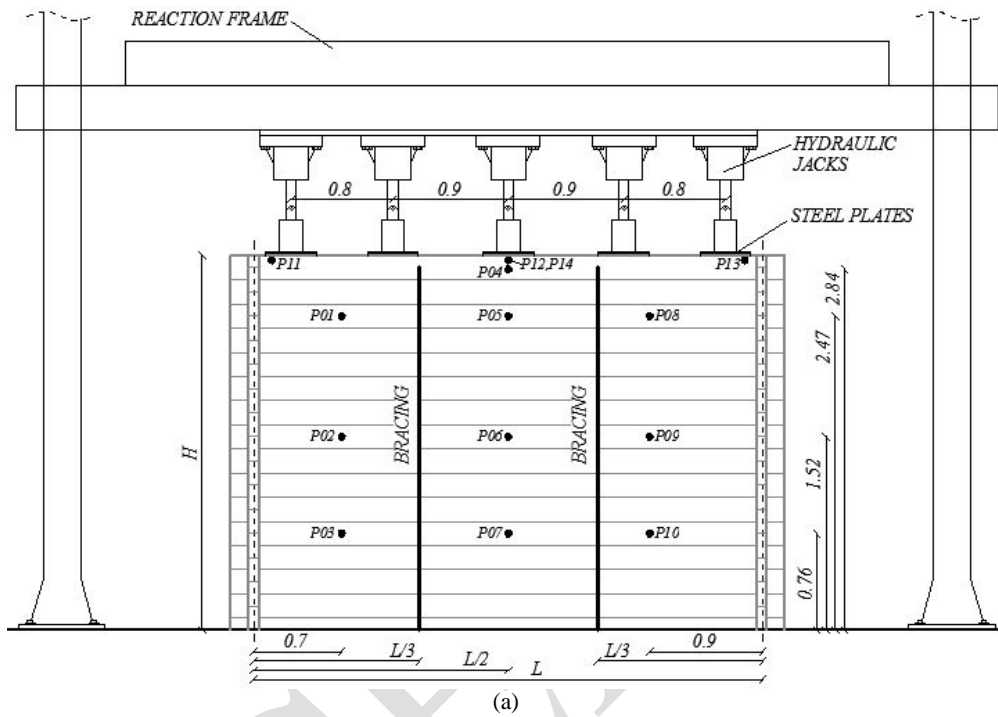 REACTION FRAME
HYDRAULIC
JACKS
0.8
0.9
0.9
0.8
STEEL PLATES
P11
P12,P14
P13
P04
2.84
P01
P05
P08
2.47
BRACING
BRACING
H
P02
P06
P09
1.52
P03
P07
P10
0.76
0.7
L/3
L/3
0.9
L/2
L
(a)